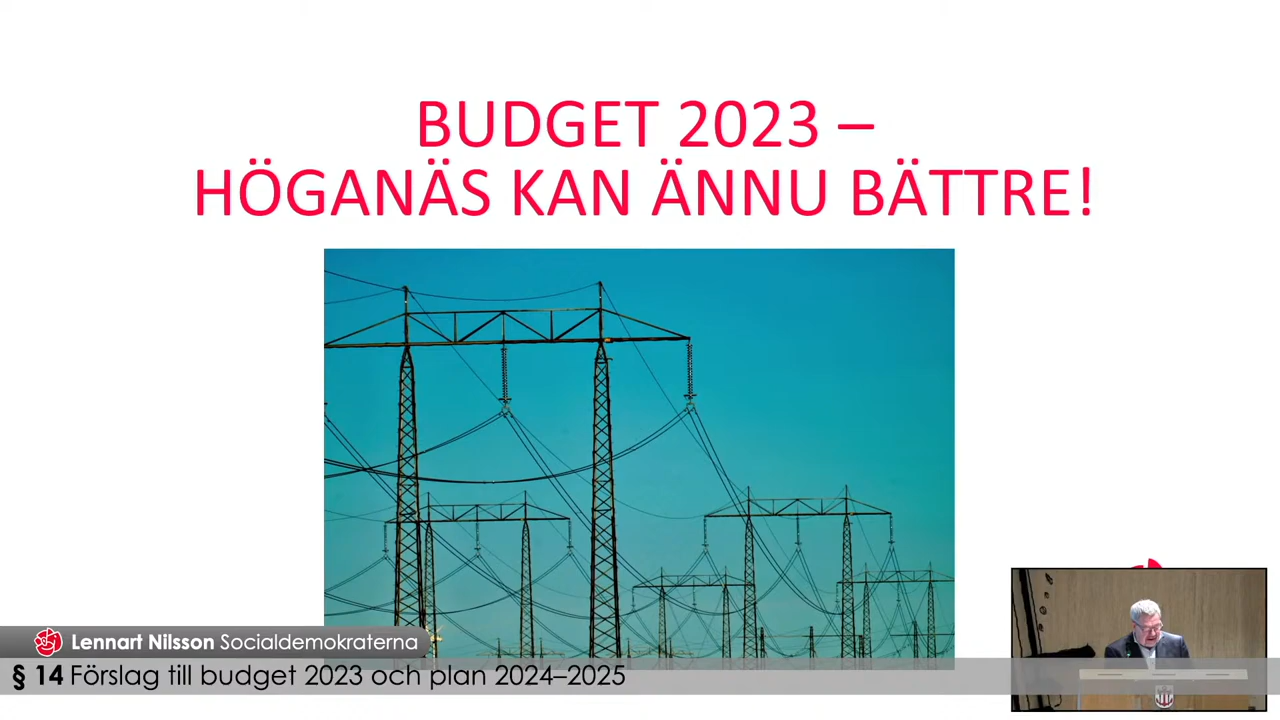 BUDGET 2023 –
HÖGANÄS KAN ÄNNU BÄTTRE!
Lennart Nilsson Socialdemokraterna
§ 14 Förslag till budget 2023 och plan 2024–2025